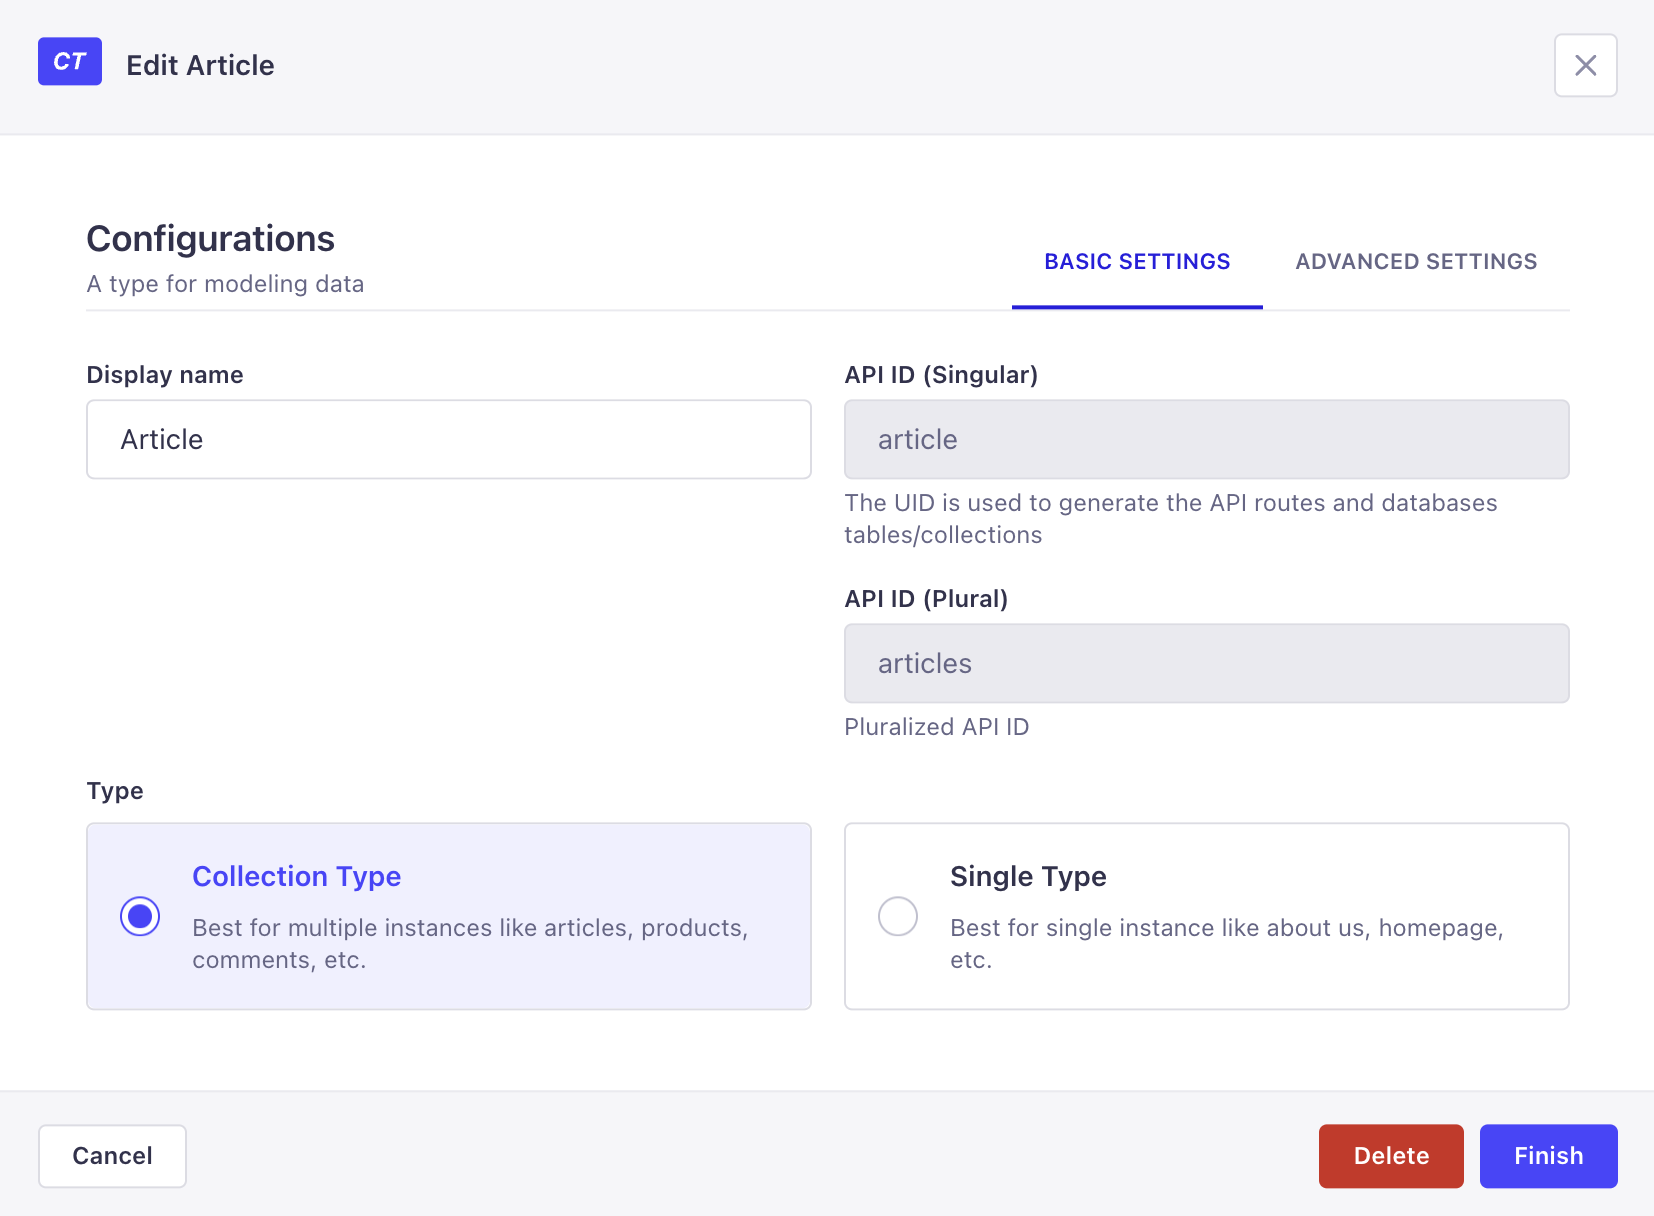 CT
Edit Article
Configurations
A type for modeling data
BASIC SETTINGS
ADVANCED SETTINGS
Display name
Article
API ID (Singular)
article
The UID is used to generate the API routes and databases
tables/collections
API ID (Plural)
articles
Pluralized API ID
Type
Collection Type
Best for multiple instances like articles, products,
comments, etc.
Single Type
Best for single instance like about us, homepage,
etc.
Cancel
Delete
Finish